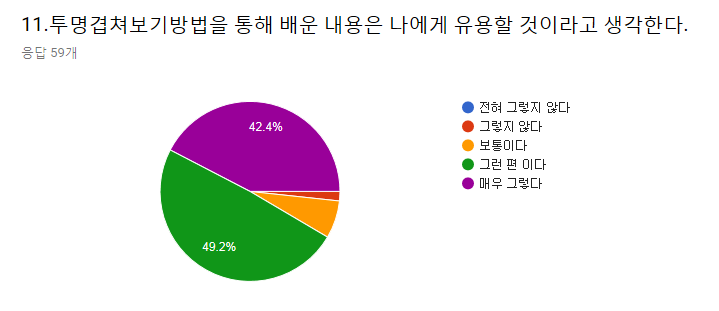 11.투명겹쳐보기방법을 통해 배운 내용은 나에게 유용할 것이라고 생각한다.
응답 59개
42.4%
49.2%
전혀 그렇지 않다
그렇지 않다
보통이다
그런 편 이다
매우 그렇다